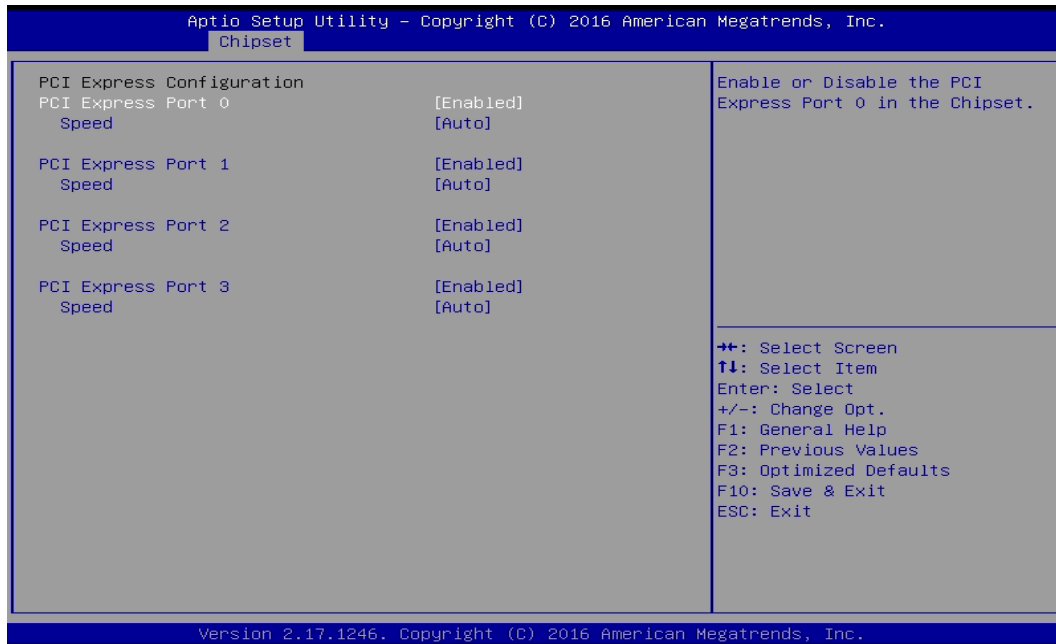 Aptio Setup Utility – Copyright (C) 2016 American Megatrends, Inc.
Chipset
PCI Express Configuration
PCI Express Port 0 [Enabled]
Speed [Auto]
PCI Express Port 1 [Enabled]
Speed [Auto]
PCI Express Port 2 [Enabled]
Speed [Auto]
PCI Express Port 3 [Enabled]
Speed [Auto]
Enable or Disable the PCI
Express Port 0 in the Chipset.
→←: Select Screen
↑↓: Select Item
Enter: Select
+/-: Change Opt.
F1: General Help
F2: Previous Values
F3: Optimized Defaults
F10: Save & Exit
ESC: Exit
Version 2.17.1246. Copyright (C) 2016 American Megatrends, Inc.